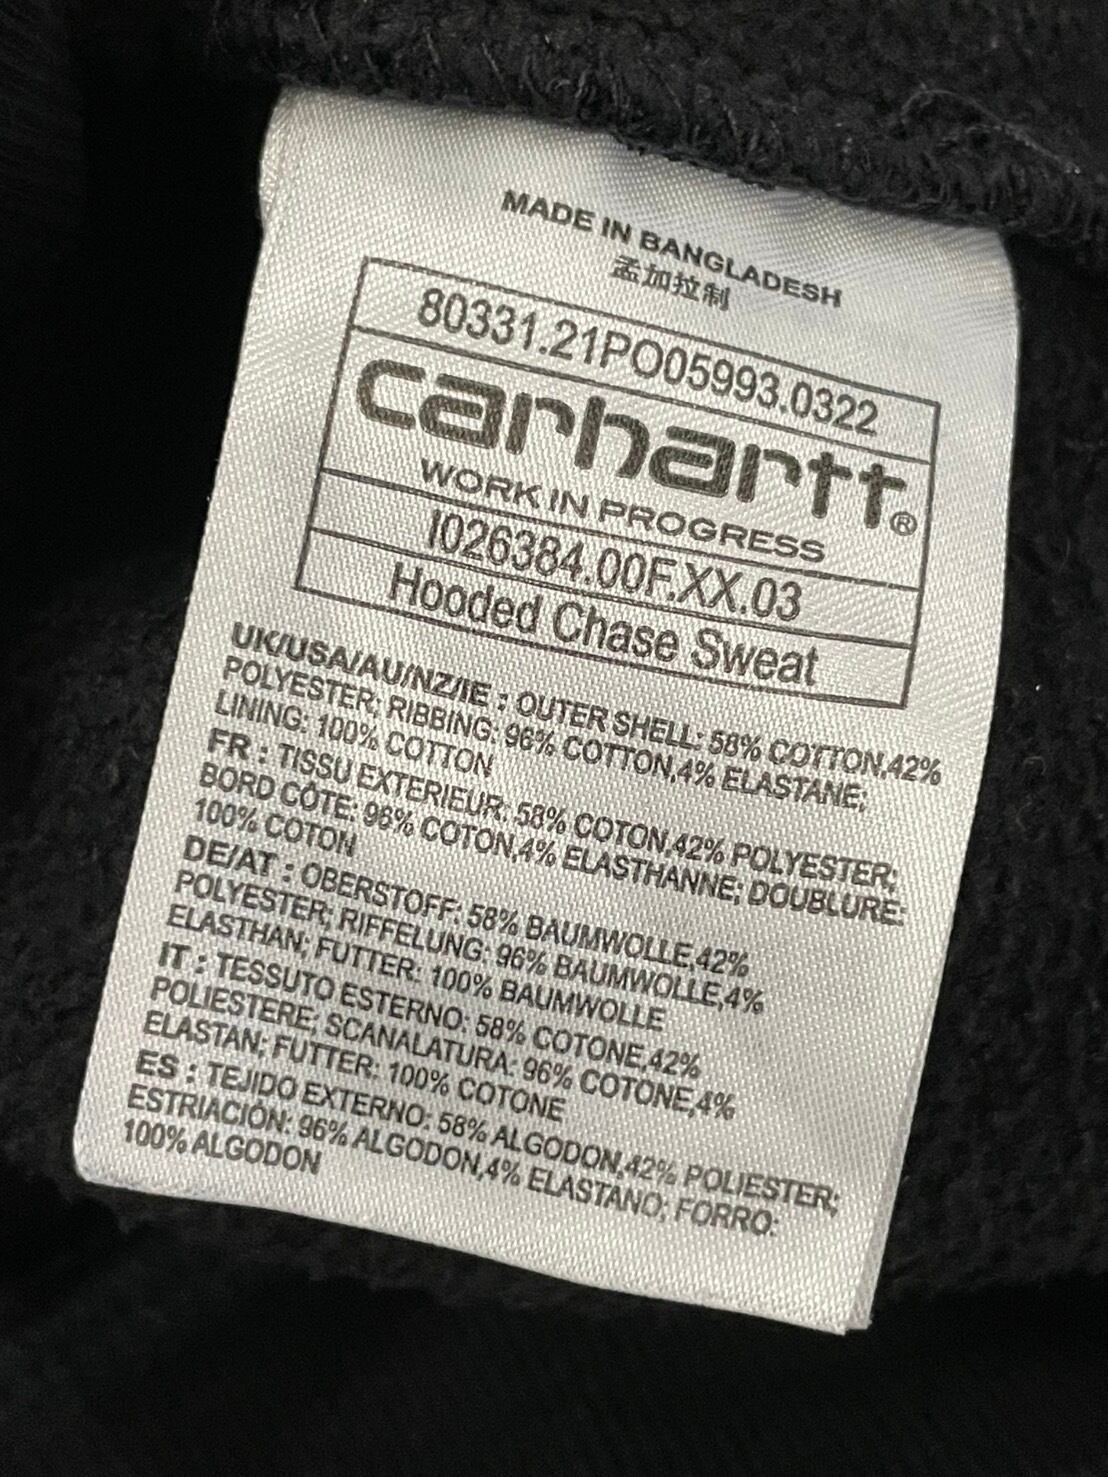 MADE IN BANGLADESH
孟加拉制
80331.21PO05993.0322
carhartt®
WORK IN PROGRESS
I026384.00F.XX.03
Hooded Chase Sweat
UK/USA/AU/NZ/IE : OUTER SHELL: 58% COTTON,42%
POLYESTER; RIBBING: 96% COTTON,4% ELASTANE;
LINING: 100% COTTON
FR : TISSU EXTERIEUR: 58% COTON,42% POLYESTER;
BORD CÔTE: 96% COTON,4% ELASTHANNE; DOUBLURE:
100% COTON
DE/AT : OBERSTOFF: 58% BAUMWOLLE,42%
POLYESTER; RIFFELUNG: 96% BAUMWOLLE,4%
ELASTHAN; FUTTER: 100% BAUMWOLLE
IT : TESSUTO ESTERNO: 58% COTONE,42%
POLIESTERE; SCANALATURA: 96% COTONE,4%
ELASTAN; FUTTER: 100% COTONE
ES : TEJIDO EXTERNO: 58% ALGODON,42% POLIESTER;
ESTRIACIÓN: 96% ALGODON,4% ELASTANO; FORRO:
100% ALGODON